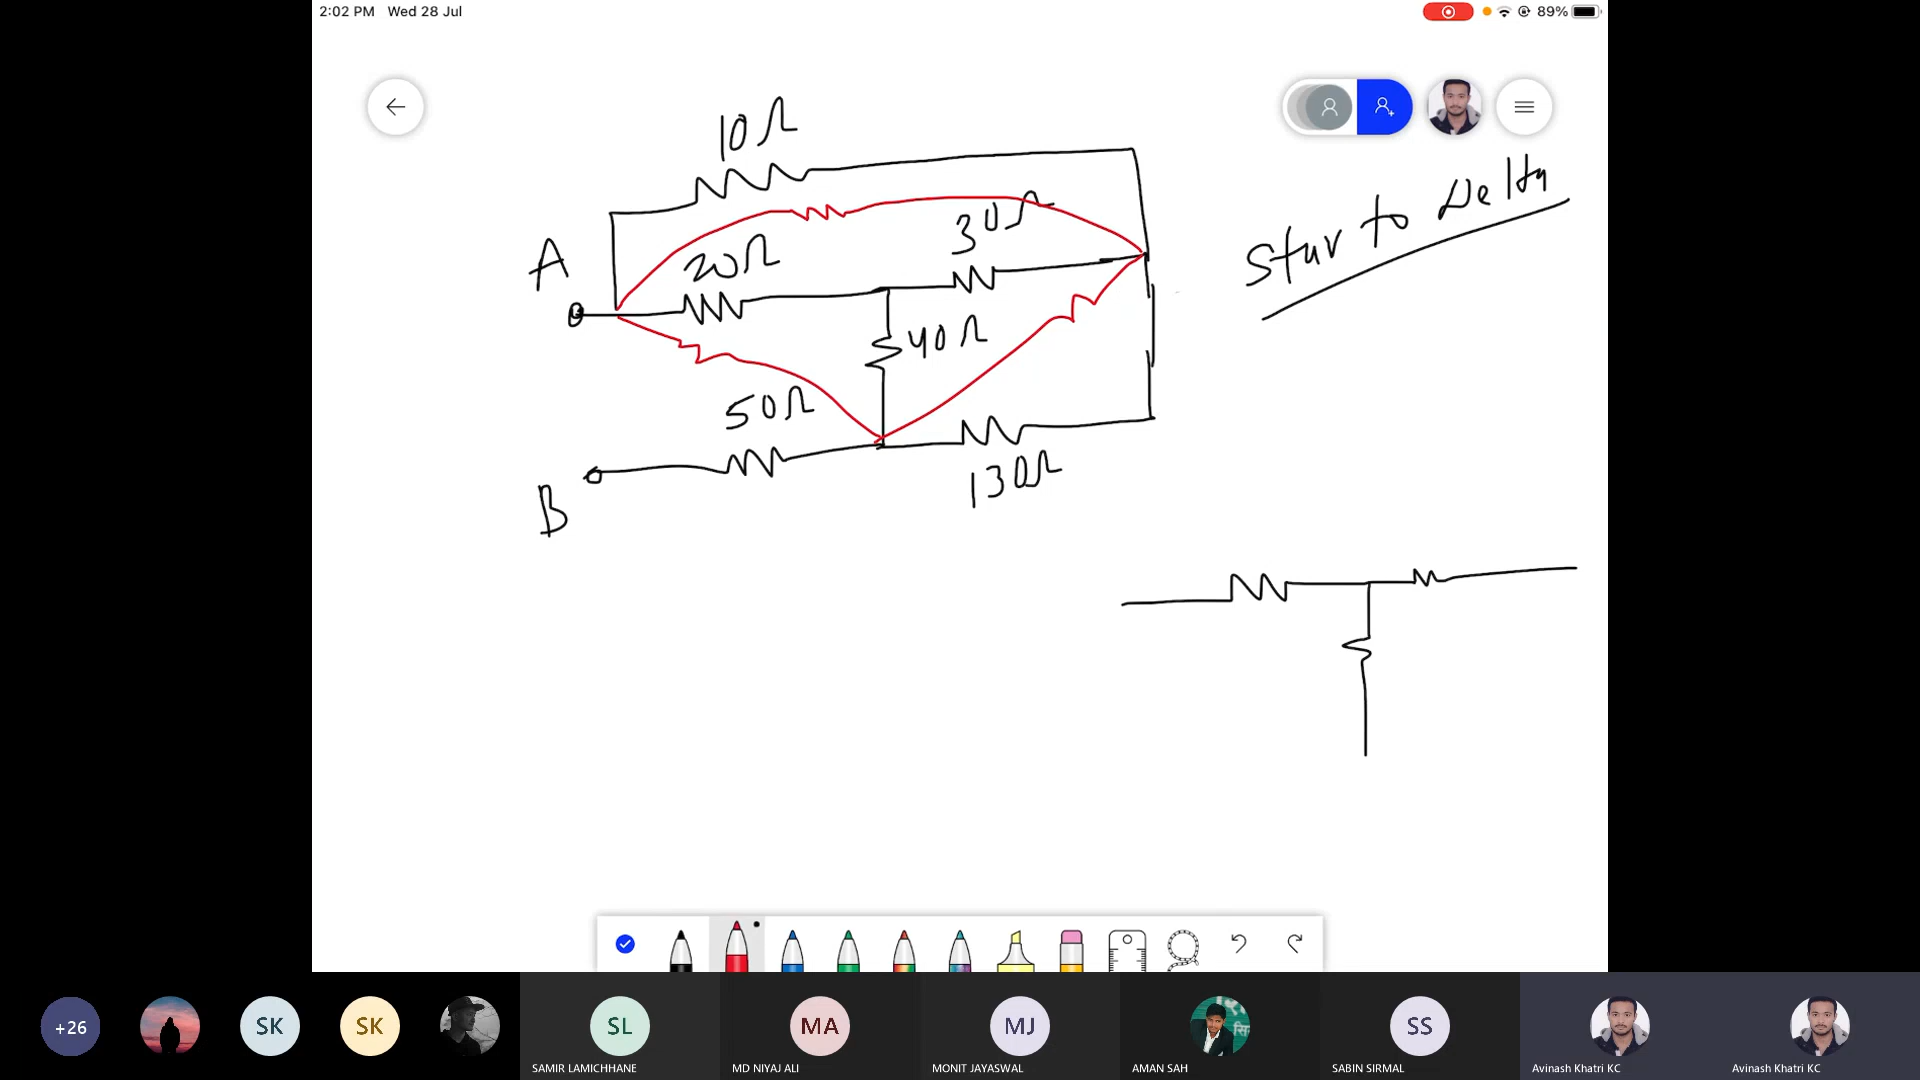 2:02 PM Wed 28 Jul
89%
10Ω
Star to Delta
A
20Ω
30Ω
40Ω
50Ω
130Ω
B
+26
SK
SK
SL
MA
MJ
SS
SAMIR LAMICHHANE
MD NIYAJ ALI
MONIT JAYASWAL
AMAN SAH
SABIN SIRMAL
Avinash Khatri KC
Avinash Khatri KC